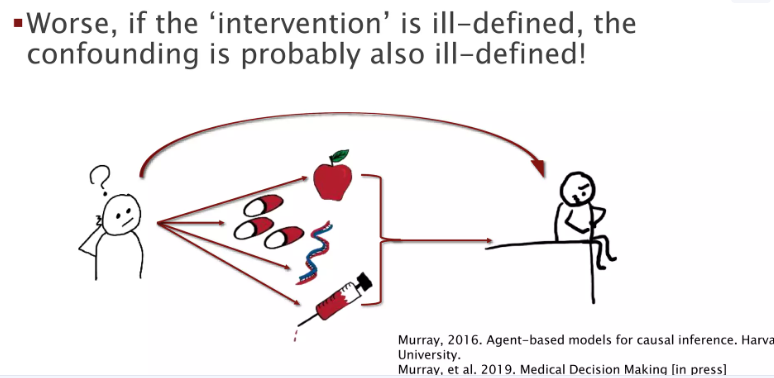 ▪Worse, if the ‘intervention’ is ill-defined, the
confounding is probably also ill-defined!
?
Murray, 2016. Agent-based models for causal inference. Harva
University.
Murray, et al. 2019. Medical Decision Making [in press]